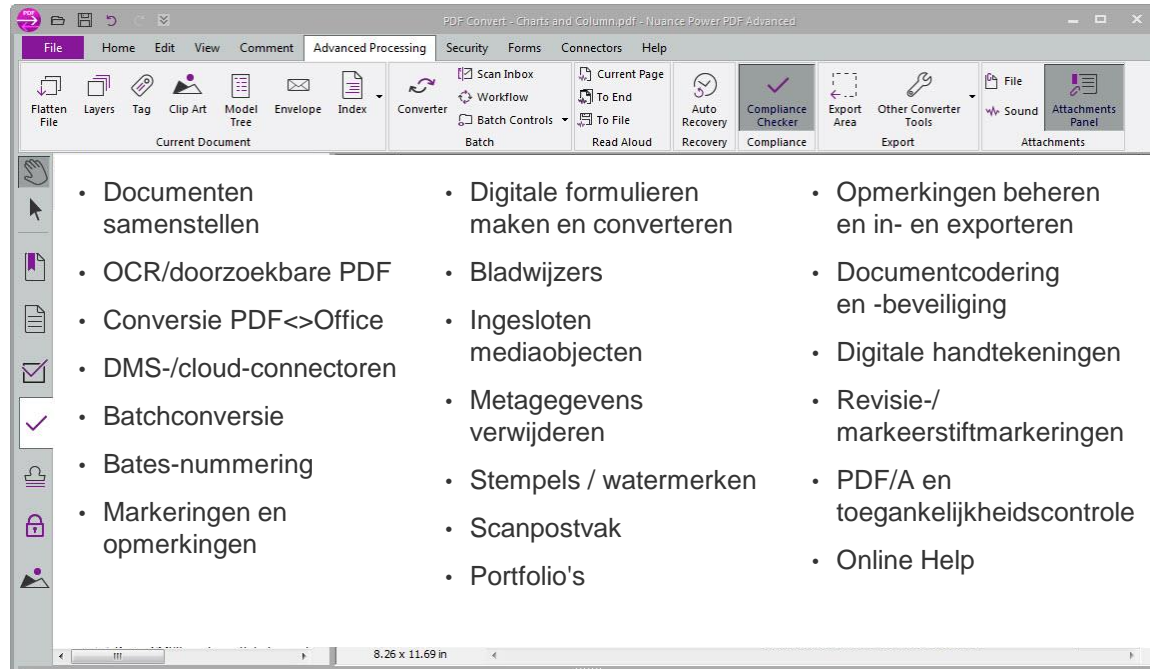 PDF Convert - Charts and Column.pdf - Nuance Power PDF Advanced
File Home Edit View Comment Advanced Processing Security Forms Connectors Help
Flatten File
Layers
Tag
Clip Art
Model Tree
Envelope
Index
Current Document
Converter
Scan Inbox
Workflow
Batch Controls
Batch
Current Page
To End
To File
Read Aloud
Auto Recovery
Recovery
Compliance Checker
Compliance
Export Area
Other Converter Tools
Export
File
Sound
Attachments Panel
Attachments
• Documenten
samenstellen
• OCR/doorzoekbare PDF
• Conversie PDF<>Office
• DMS-/cloud-connectoren
• Batchconversie
• Bates-nummering
• Markeringen en
opmerkingen
• Digitale formulieren
maken en converteren
• Bladwijzers
• Ingesloten
mediaobjecten
• Metagegevens
verwijderen
• Stempels / watermerken
• Scanpostvak
• Portfolio's
• Opmerkingen beheren
en in- en exporteren
• Documentcodering
en -beveiliging
• Digitale handtekeningen
• Revisie-/
markeerstiftmarkeringen
• PDF/A en
toegankelijkheidscontrole
• Online Help
8.26 x 11.69 in